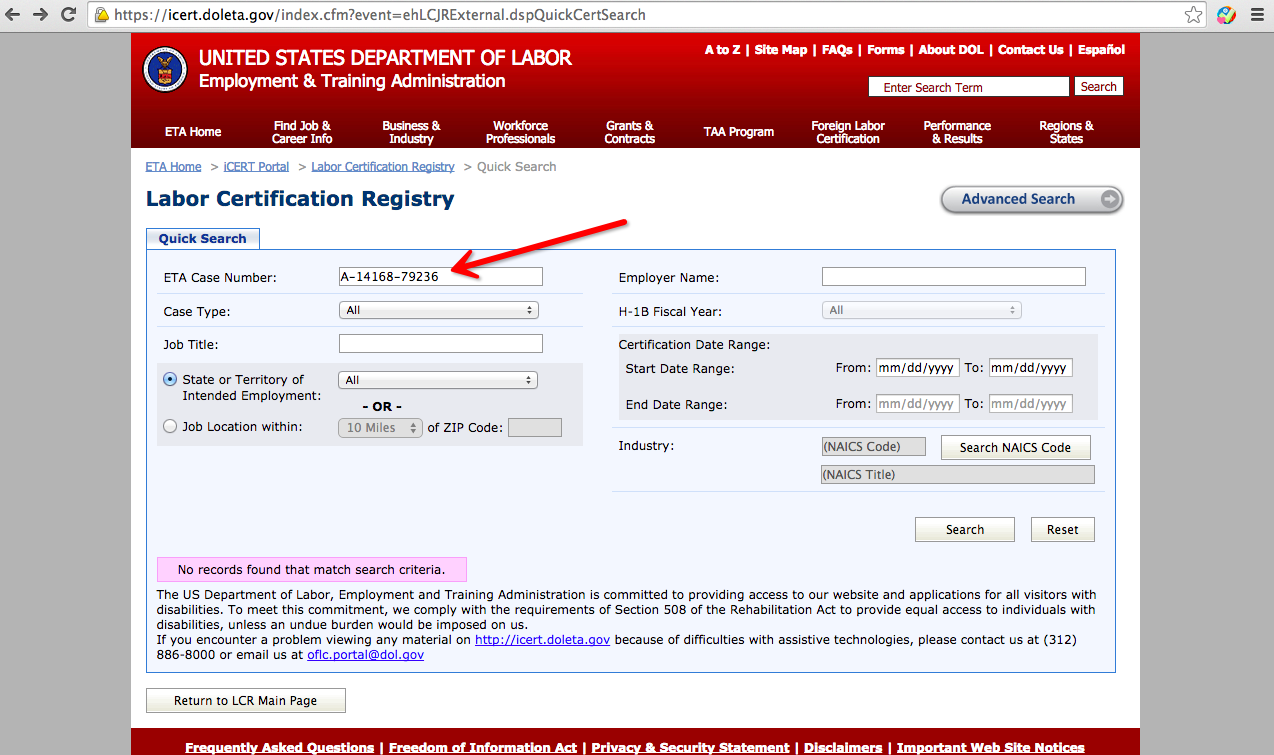 https://icert.doleta.gov/index.cfm?event=ehLCJRExternal.dspQuickCertSearch
UNITED STATES DEPARTMENT OF LABOR
Employment & Training Administration
A to Z | Site Map | FAQs | Forms | About DOL | Contact Us | Español
Enter Search Term Search
ETA Home Find Job & Career Info Business & Industry Workforce Professionals Grants & Contracts TAA Program Foreign Labor Certification Performance & Results Regions & States
ETA Home > iCERT Portal > Labor Certification Registry > Quick Search
Labor Certification Registry
Advanced Search
Quick Search
ETA Case Number: A-14168-79236
Case Type: All
Job Title:
State or Territory of Intended Employment: All
- OR -
Job Location within: 10 Miles of ZIP Code:
Employer Name:
H-1B Fiscal Year: All
Certification Date Range:
Start Date Range: From: mm/dd/yyyy To: mm/dd/yyyy
End Date Range: From: mm/dd/yyyy To: mm/dd/yyyy
Industry: (NAICS Code) Search NAICS Code
(NAICS Title)
Search Reset
No records found that match search criteria.
The US Department of Labor, Employment and Training Administration is committed to providing access to our website and applications for all visitors with
disabilities. To meet this commitment, we comply with the requirements of Section 508 of the Rehabilitation Act to provide equal access to individuals with
disabilities, unless an undue burden would be imposed on us.
If you encounter a problem viewing any material on http://icert.doleta.gov because of difficulties with assistive technologies, please contact us at (312)
886-8000 or email us at oflc.portal@dol.gov
Return to LCR Main Page
Frequently Asked Questions | Freedom of Information Act | Privacy & Security Statement | Disclaimers | Important Web Site Notices